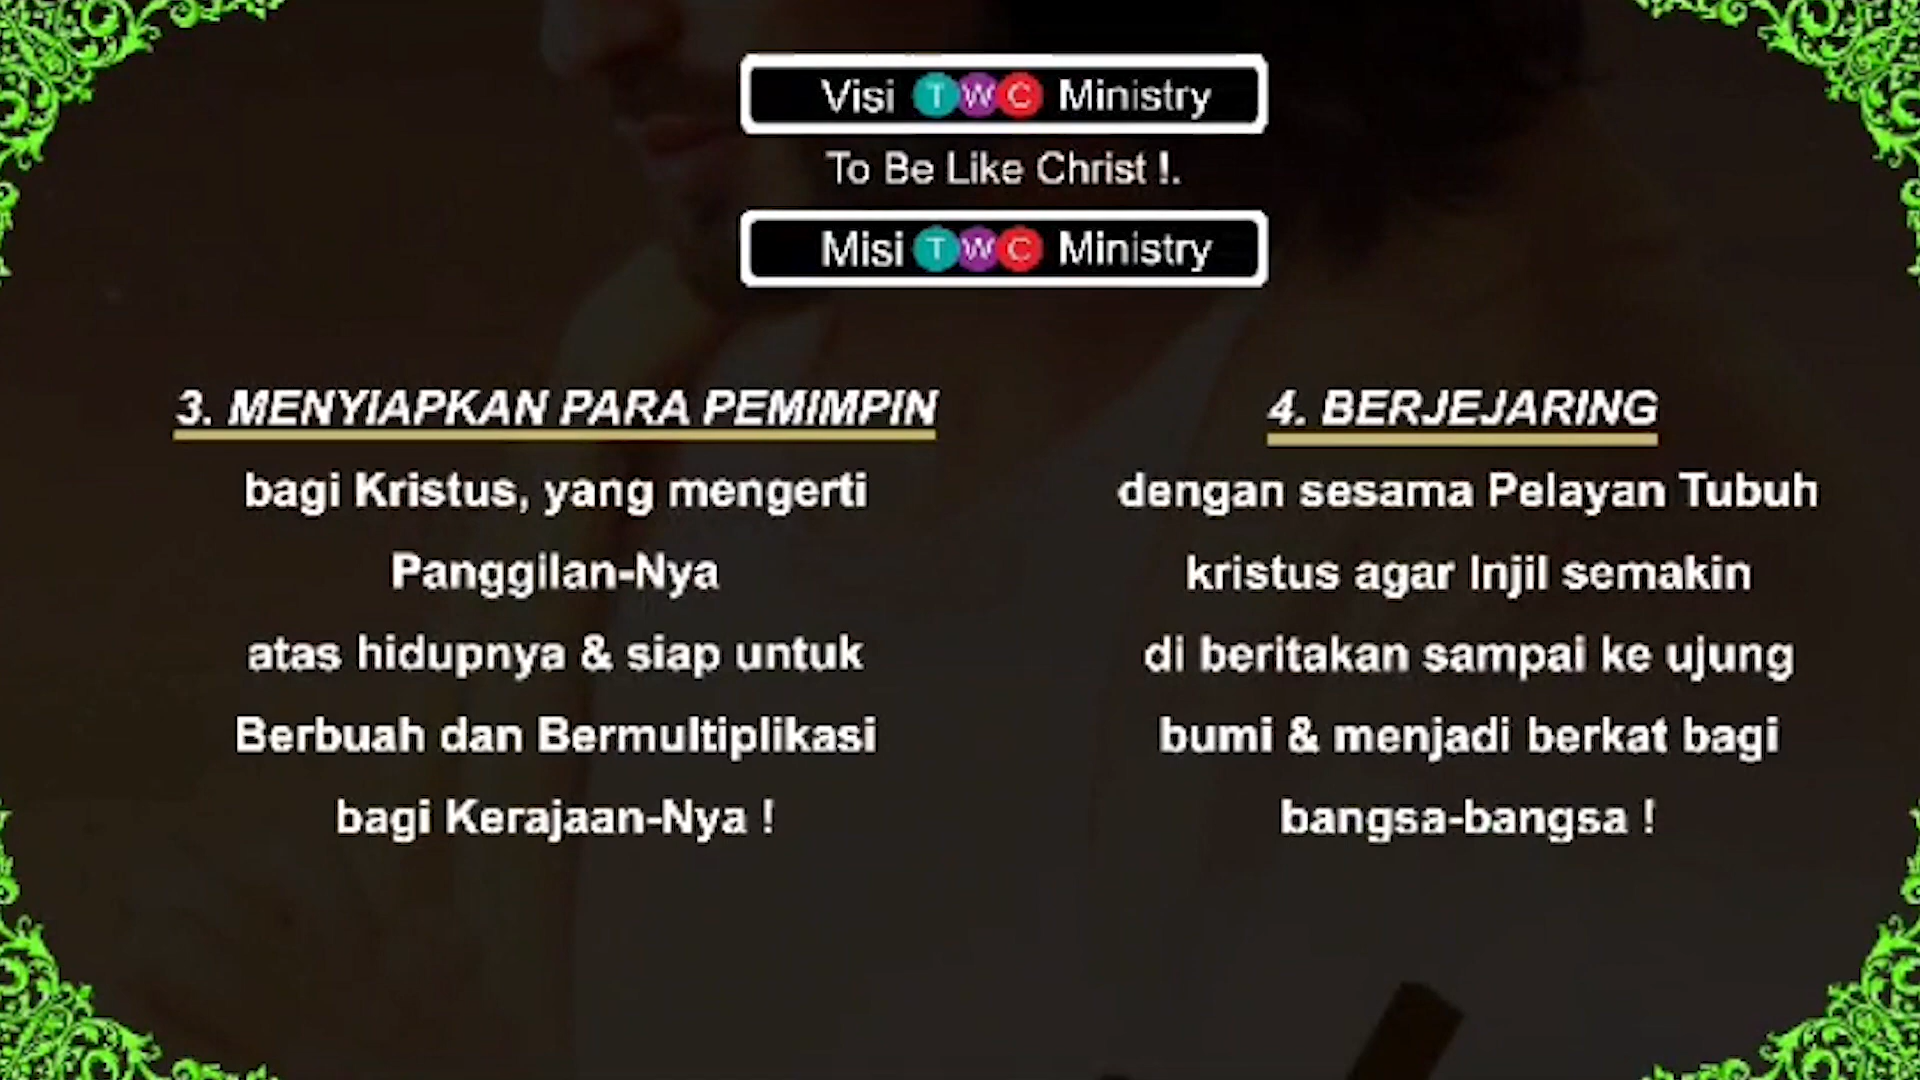 Visi TWC Ministry
To Be Like Christ !.
Misi TWC Ministry
3. MENYIAPKAN PARA PEMIMPIN
bagi Kristus, yang mengerti
Panggilan-Nya
atas hidupnya & siap untuk
Berbuah dan Bermultiplikasi
bagi Kerajaan-Nya !
4. BERJEJARING
dengan sesama Pelayan Tubuh
kristus agar Injil semakin
di beritakan sampai ke ujung
bumi & menjadi berkat bagi
bangsa-bangsa !